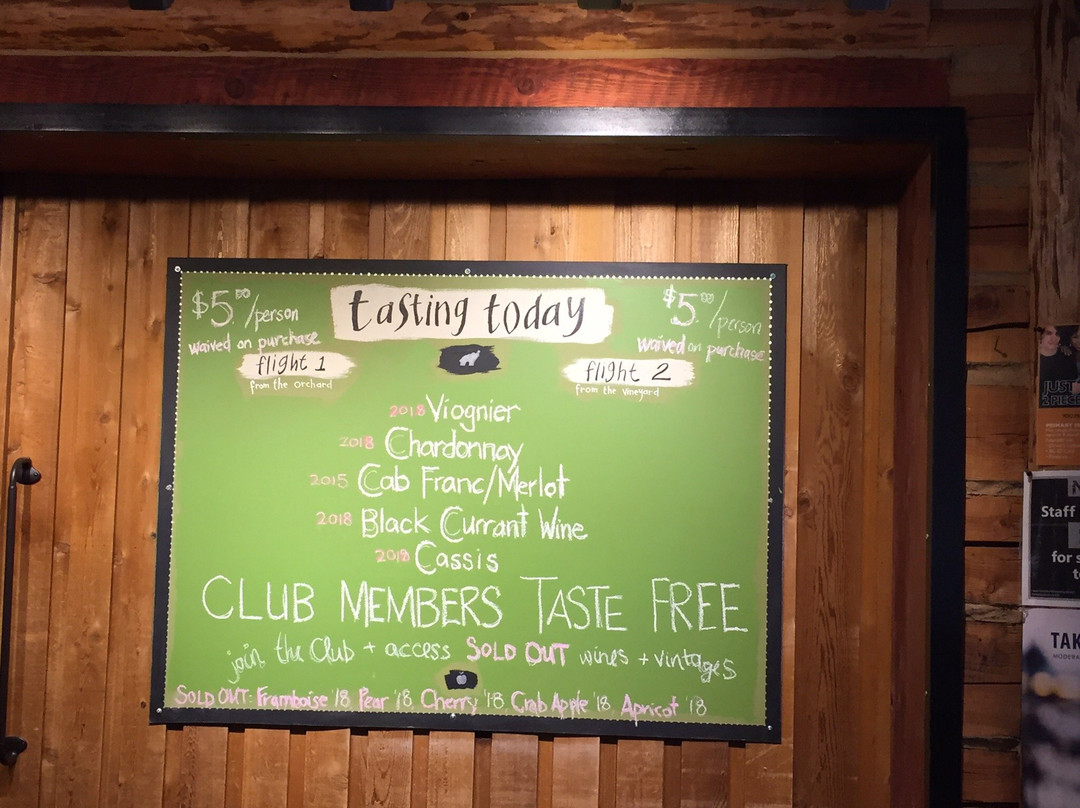 $5.00/person
waived on purchase
flight 1
from the orchard
tasting today
$5.00/person
waived on purchase
flight 2
from the vineyard
2018 Viognier
2018 Chardonnay
2015 Cab Franc/Merlot
2018 Black Currant Wine
2018 Cassis
CLUB MEMBERS TASTE FREE
join the Club + access SOLD OUT wines + vintages
SOLD OUT: Framboise '18 Pear '18 Cherry '18 Crab Apple '18 Apricot '18
Staff
for
TAK